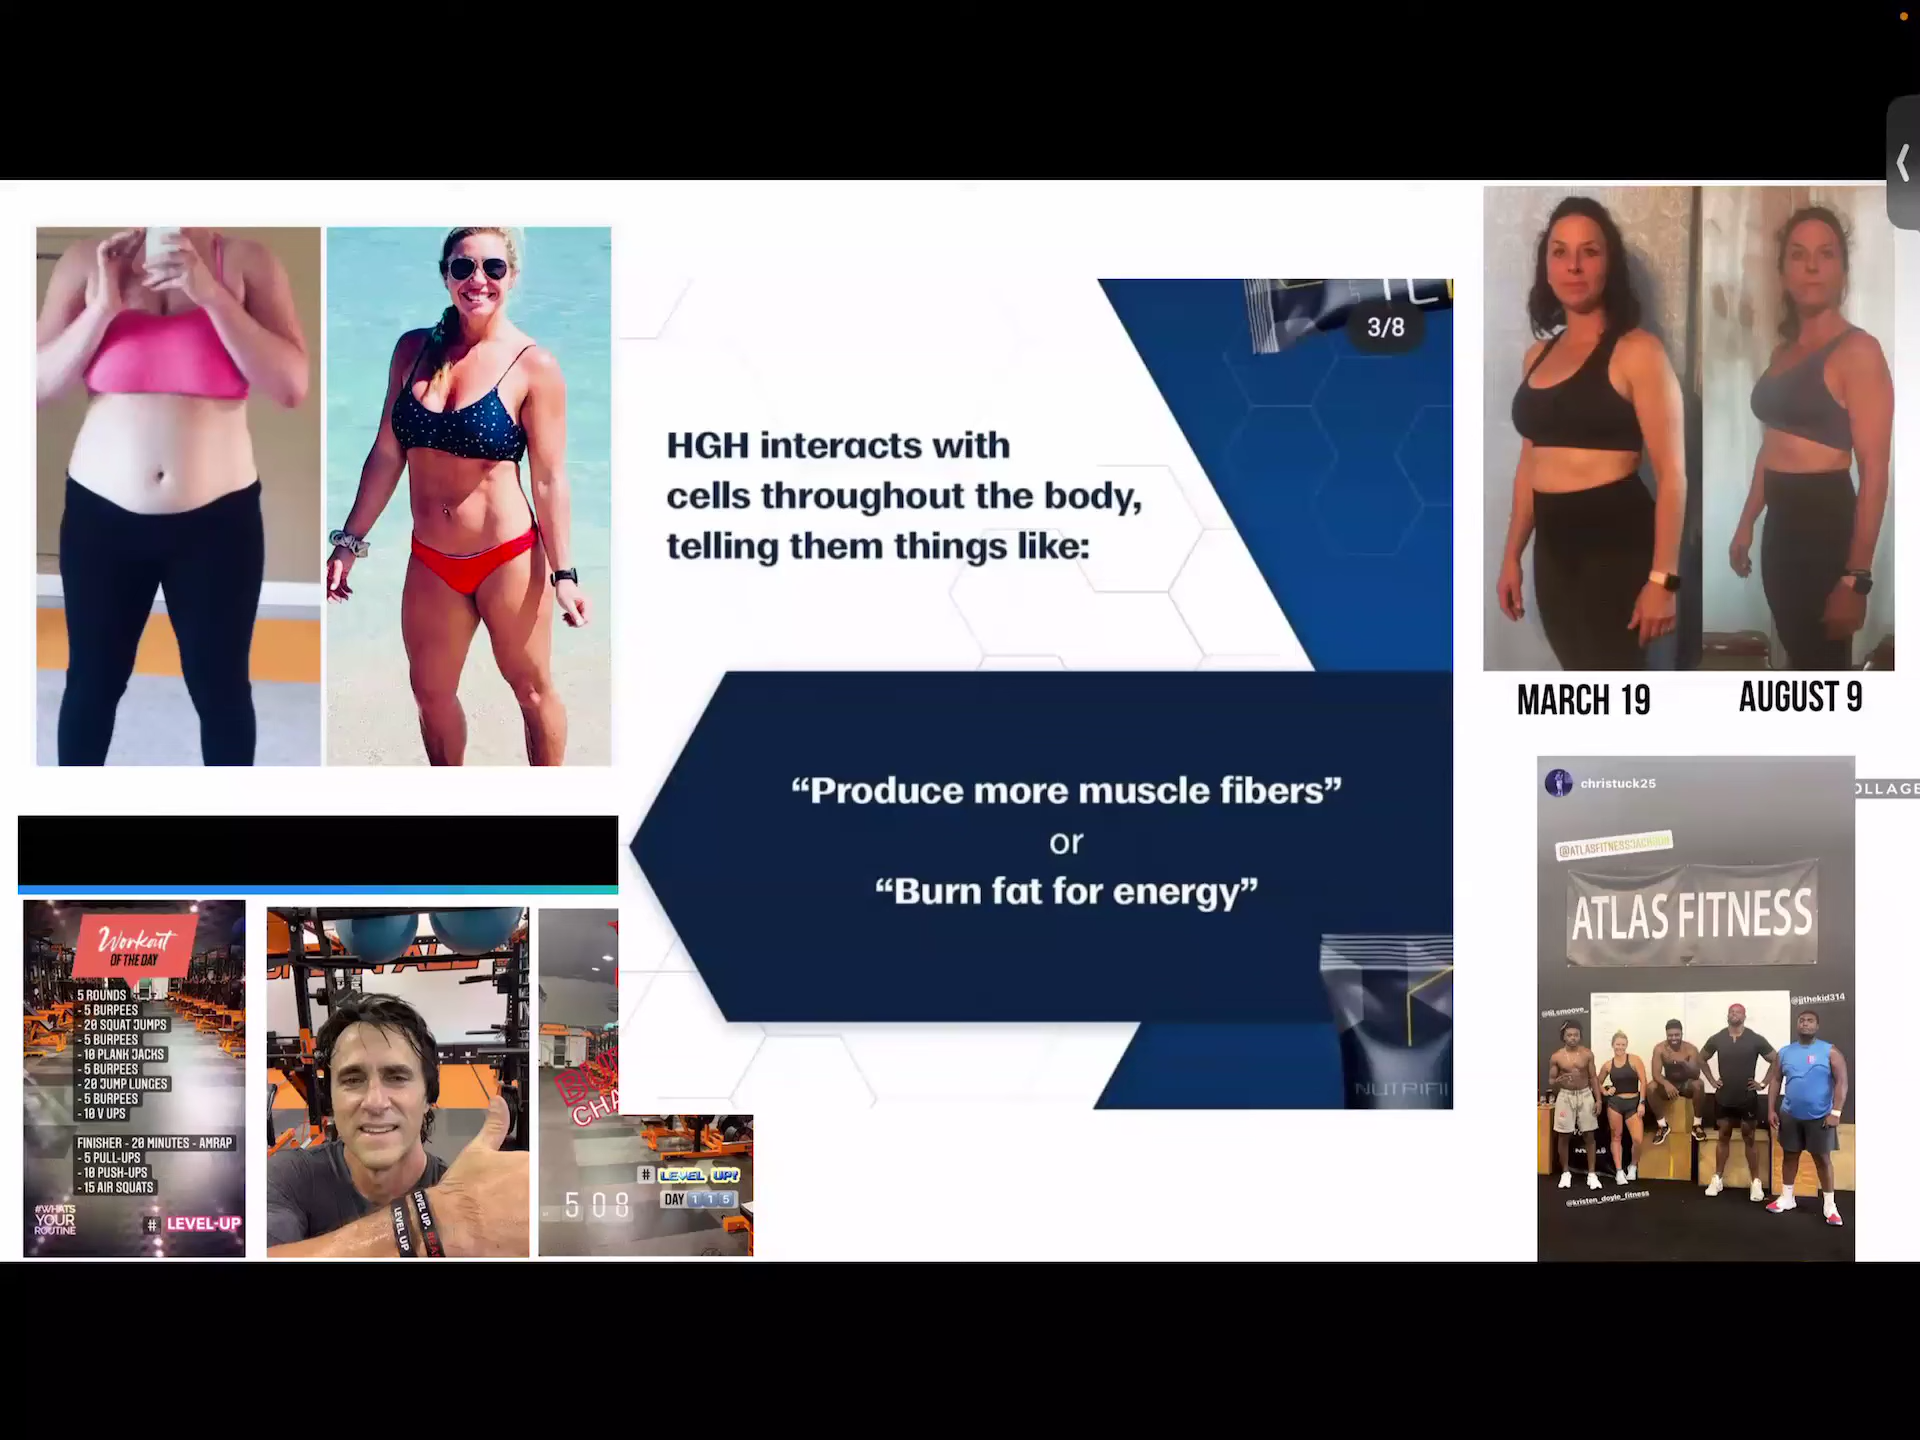 3/8
HGH interacts with
cells throughout the body,
telling them things like:
“Produce more muscle fibers”
or
“Burn fat for energy”
MARCH 19
AUGUST 9
Workout
OF THE DAY
5 ROUNDS
- 5 BURPEES
- 20 SQUAT JUMPS
- 5 BURPEES
- 10 PLANK JACKS
- 5 BURPEES
- 20 JUMP LUNGES
- 5 BURPEES
- 10 V UPS
FINISHER - 20 MINUTES - AMRAP
- 5 PULL-UPS
- 10 PUSH-UPS
- 15 AIR SQUATS
#WHATS
YOUR
ROUTINE
# LEVEL-UP
LEVEL UP
LEVEL UP.
# LEVEL UP!
DAY 115
508
christuck25
ATLAS FITNESS
@jjthekid314
@kristen_doyle_fitness